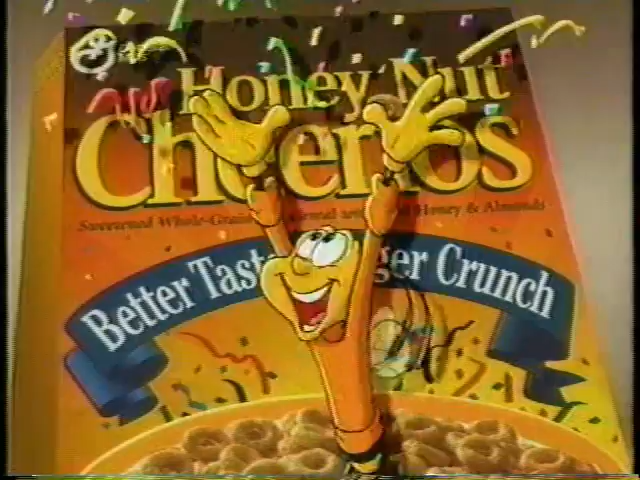 Honey Nut
Cheerios
Sweetened Whole-Grain Honey & Almonds
Better Crunch